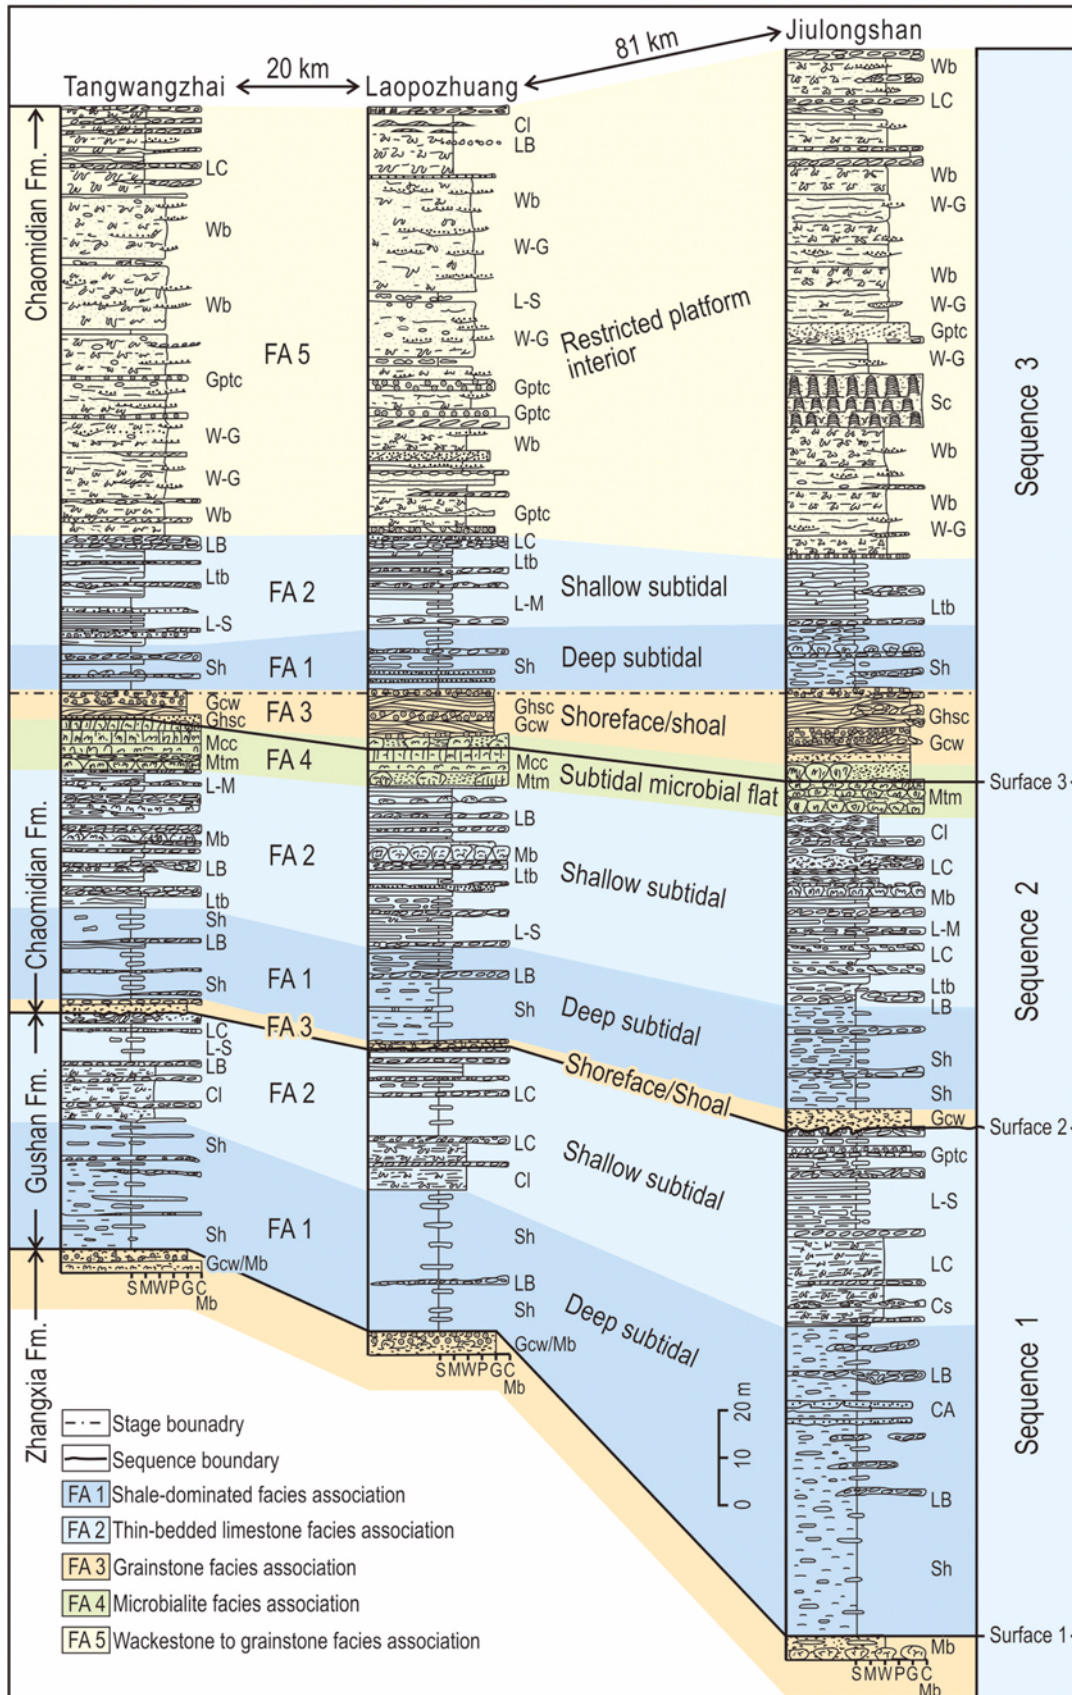 Jiulongshan
81 km
Tangwangzhai
20 km
Laopozhuang
Chaomidian Fm.
Chaomidian Fm.
Gushan Fm.
Zhangxia Fm.
LC
Wb
Wb
Gptc
W-G
W-G
Wb
LB
Ltb
L-S
Sh
Gcw
Ghsc
Mcc
Mtm
L-M
Mb
LB
Ltb
Sh
LB
Sh
LC
L-S
LB
Cl
Sh
Sh
Gcw/Mb
SMWPGC
Mb
FA 5
FA 2
FA 1
FA 3
FA 4
FA 2
FA 1
FA 3
FA 2
FA 1
Cl
LB
Wb
W-G
L-S
W-G
Gptc
Gptc
Wb
Gptc
LC
Ltb
L-M
Sh
Ghsc
Gcw
Mcc
Mtm
LB
Mb
Ltb
L-S
LB
Sh
LC
LC
Cl
Sh
LB
Sh
Gcw/Mb
SMWPGC
Mb
Restricted platform
interior
Shallow subtidal
Deep subtidal
Shoreface/shoal
Subtidal microbial flat
Shallow subtidal
Deep subtidal
Shoreface/Shoal
Shallow subtidal
Deep subtidal
Wb
LC
Wb
W-G
Wb
W-G
Gptc
W-G
Sc
Wb
Wb
W-G
Ltb
Sh
Ghsc
Gcw
Mtm
Cl
LC
Mb
L-M
LC
Ltb
LB
Sh
Sh
Gcw
Gptc
L-S
LC
Cs
LB
CA
LB
Sh
Mb
SMWPGC
Mb
Sequence 3
Surface 3
Sequence 2
Surface 2
Sequence 1
Surface 1
20 m
10
0
Stage bounadry
Sequence boundary
FA 1 Shale-dominated facies association
FA 2 Thin-bedded limestone facies association
FA 3 Grainstone facies association
FA 4 Microbialite facies association
FA 5 Wackestone to grainstone facies association